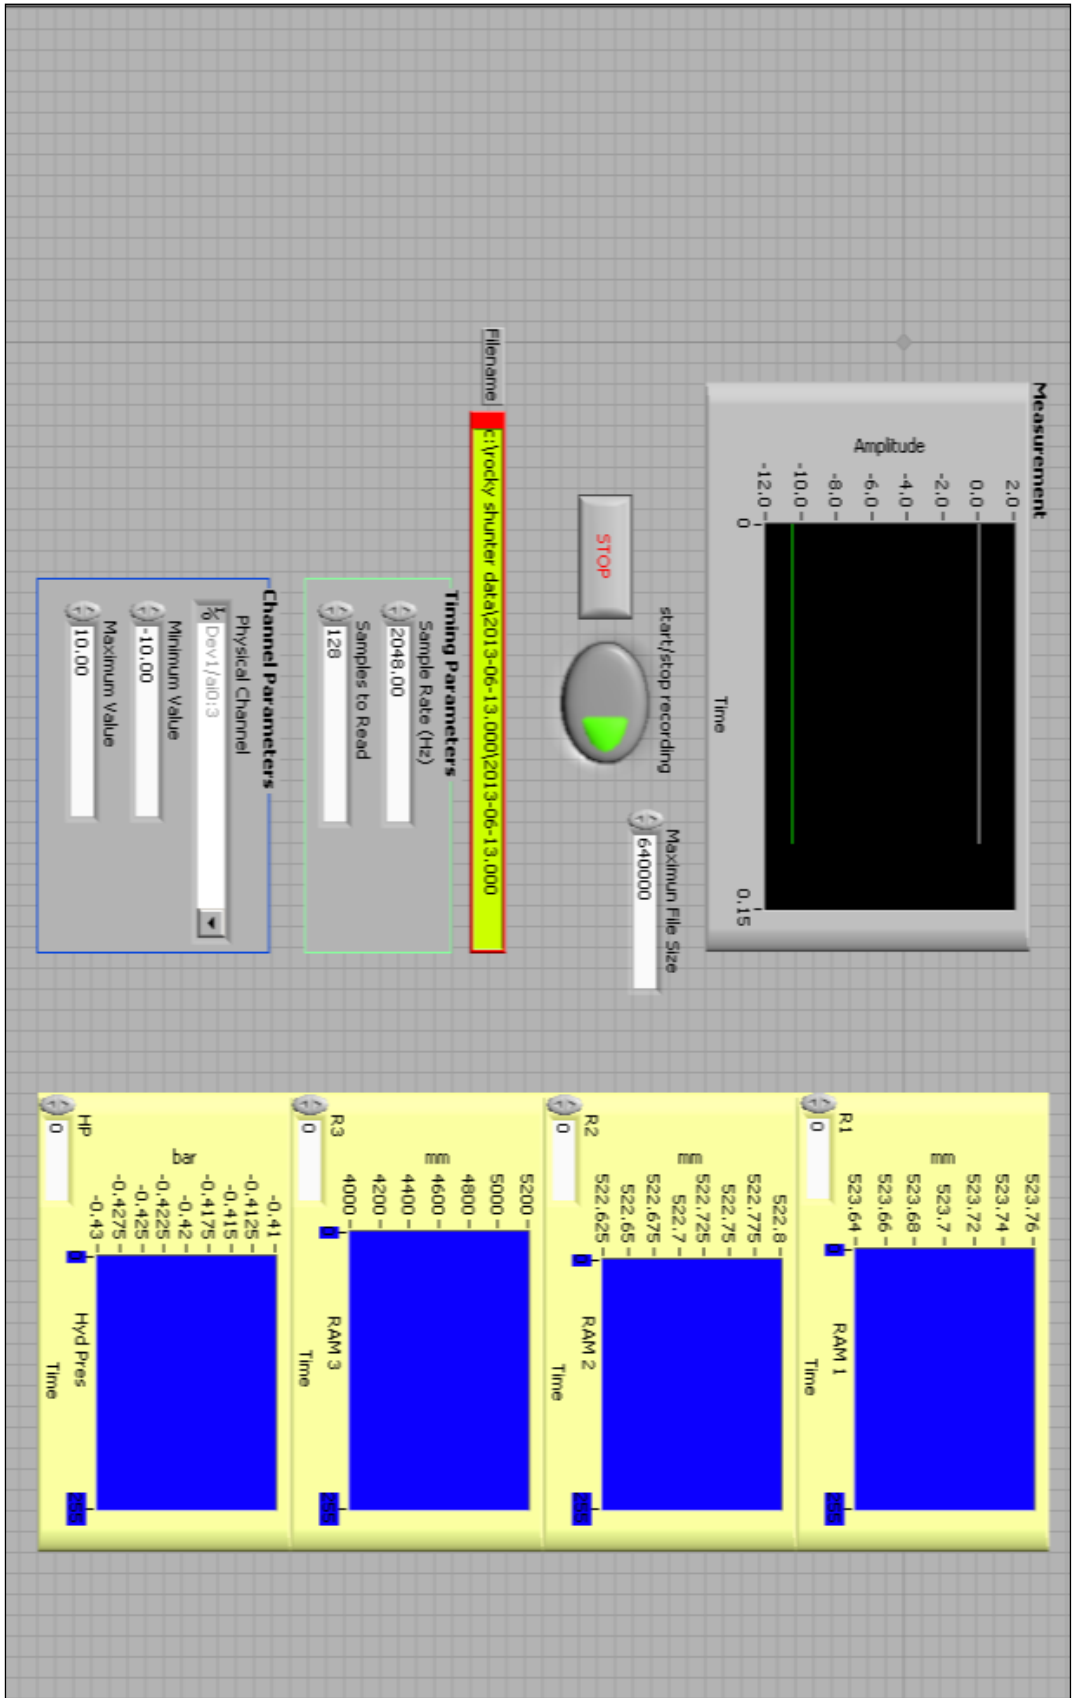 Measurement
Amplitude
2.0
0.0
-2.0
-4.0
-6.0
-8.0
-10.0
-12.0
0
0.15
Time
start/stop recording
STOP
Maximun File Size
640000
Filename
c:\rocky shunter data\2013-06-13.000\2013-06-13.000
Timing Parameters
Sample Rate (Hz)
2048.00
Samples to Read
128
Channel Parameters
Physical Channel
I/O Dev1/ai0:3
Minimum Value
-10.00
Maximum Value
10.00
R1
0
mm
523.76
523.74
523.72
523.7
523.68
523.66
523.64
0
255
RAM 1
Time
R2
0
mm
522.8
522.775
522.75
522.725
522.7
522.675
522.65
522.625
0
255
RAM 2
Time
R3
0
mm
5200
5000
4800
4600
4400
4200
4000
0
255
RAM 3
Time
HP
0
bar
-0.41
-0.4125
-0.415
-0.4175
-0.42
-0.4225
-0.425
-0.4275
-0.43
0
255
Hyd Pres
Time